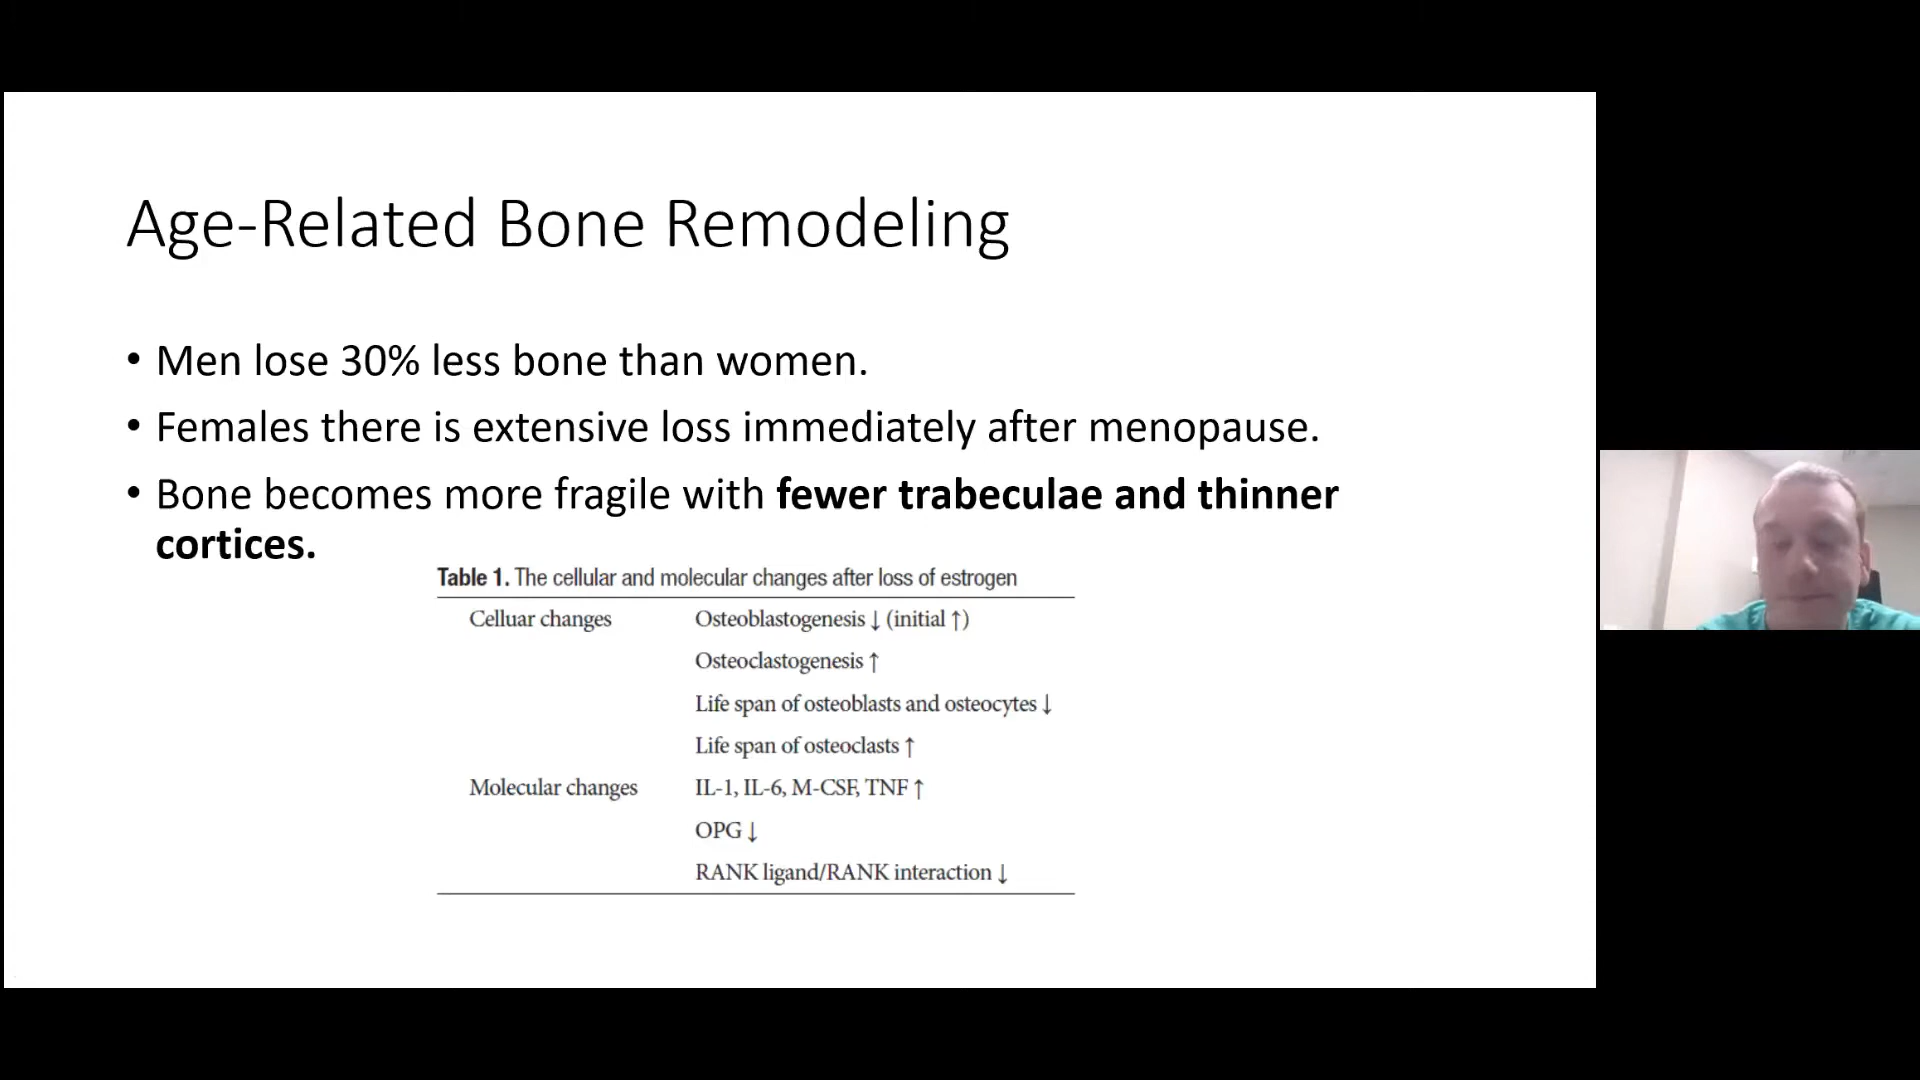 Age-Related Bone Remodeling
• Men lose 30% less bone than women.
• Females there is extensive loss immediately after menopause.
• Bone becomes more fragile with fewer trabeculae and thinner
cortices.
Table 1. The cellular and molecular changes after loss of estrogen
Celluar changes Osteoblastogenesis ↓ (initial ↑)
Osteoclastogenesis ↑
Life span of osteoblasts and osteocytes ↓
Life span of osteoclasts ↑
Molecular changes IL-1, IL-6, M-CSF, TNF ↑
OPG ↓
RANK ligand/RANK interaction ↓